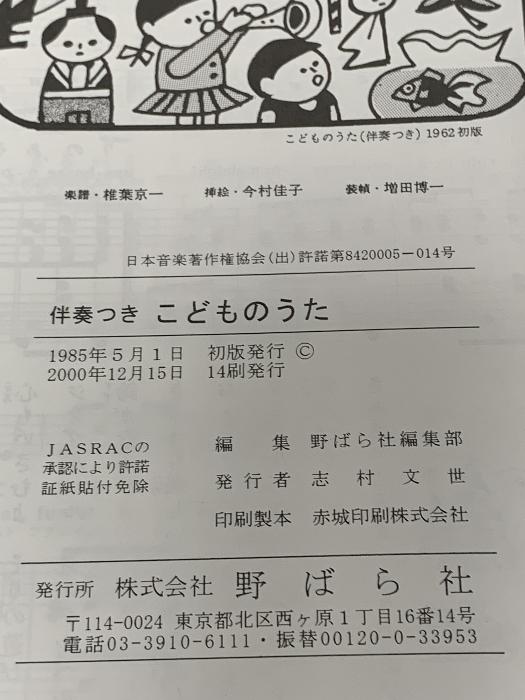 こどものうた(伴奏つき) 1962初版
楽譜・椎葉京一　挿絵・今村佳子　装幀・増田博一
日本音楽著作権協会(出)許諾第8420005－014号
伴奏つき こどものうた
1985年5月1日　初版発行 ©
2000年12月15日　14刷発行
JASRACの
承認により許諾
証紙貼付免除
編集 野ばら社編集部
発行者 志村文世
印刷製本 赤城印刷株式会社
発行所 株式会社 野ばら社
〒114-0024 東京都北区西ヶ原1丁目16番14号
電話03-3910-6111・振替00120-0-33953